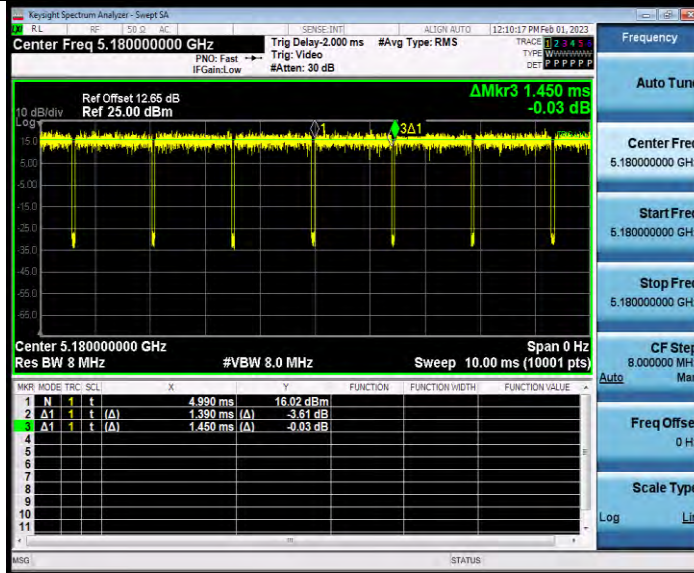 Keysight Spectrum Analyzer - Swept SA
RL RF 50 Ω AC SENSE:INT ALIGN AUTO 12:10:17 PM Feb 01, 2023
Center Freq 5.180000000 GHz
PNO: Fast
IFGain:Low
Trig Delay-2.000 ms
Trig: Video
#Atten: 30 dB
#Avg Type: RMS
TRACE 1 2 3 4 5 6
TYPE W
DET P P P P P P
Ref Offset 12.65 dB
10 dB/div Ref 25.00 dBm
Log
ΔMkr3 1.450 ms
-0.03 dB
15.0
5.00
-5.00
-15.0
-25.0
-35.0
-45.0
-55.0
-65.0
1
3Δ1
Center 5.180000000 GHz Span 0 Hz
Res BW 8 MHz #VBW 8.0 MHz Sweep 10.00 ms (10001 pts)
MKR MODE TRC SCL X Y FUNCTION FUNCTION WIDTH FUNCTION VALUE
1 N 1 t 4.990 ms 16.02 dBm
2 Δ1 1 t (Δ) 1.390 ms (Δ) -3.61 dB
3 Δ1 1 t (Δ) 1.450 ms (Δ) -0.03 dB
4
5
6
7
8
9
10
11
MSG STATUS
Frequency
Auto Tune
Center Freq
5.180000000 GH
Start Freq
5.180000000 GH
Stop Freq
5.180000000 GH
CF Step
8.000000 MH
Auto Ma
Freq Offse
0 H
Scale Type
Log Li